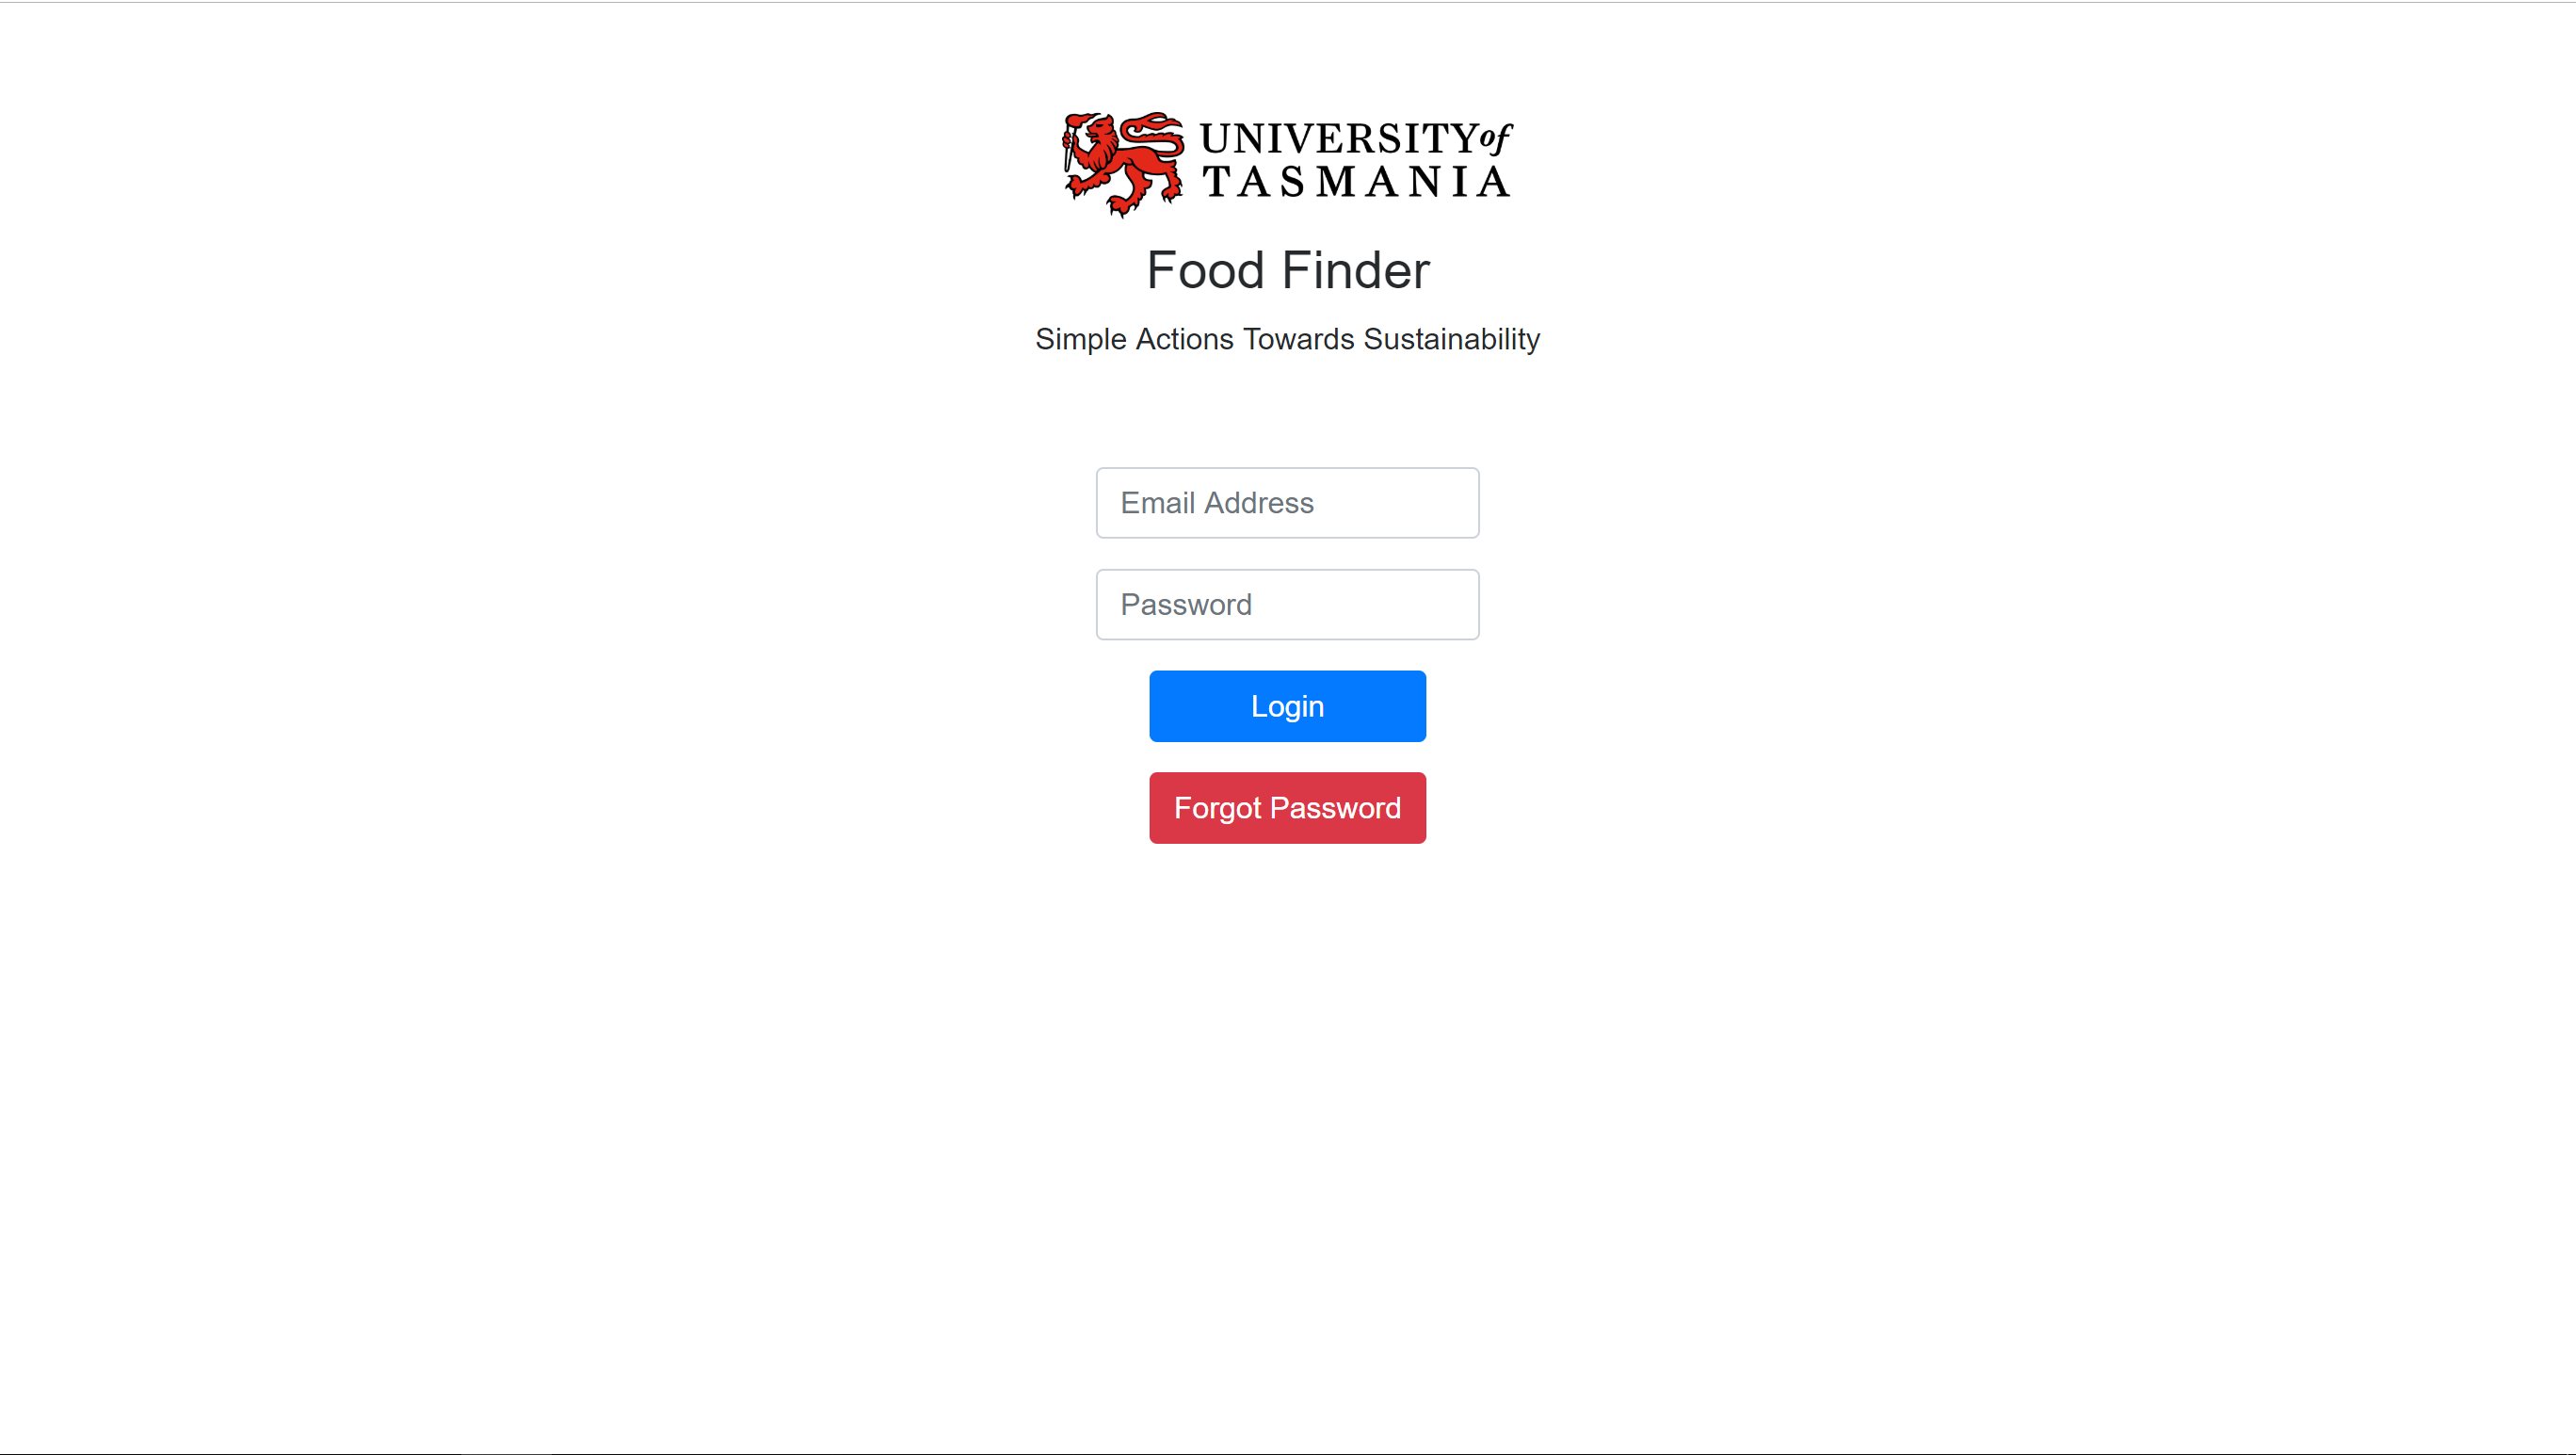 UNIVERSITY of
TASMANIA
Food Finder
Simple Actions Towards Sustainability
Email Address
Password
Login
Forgot Password